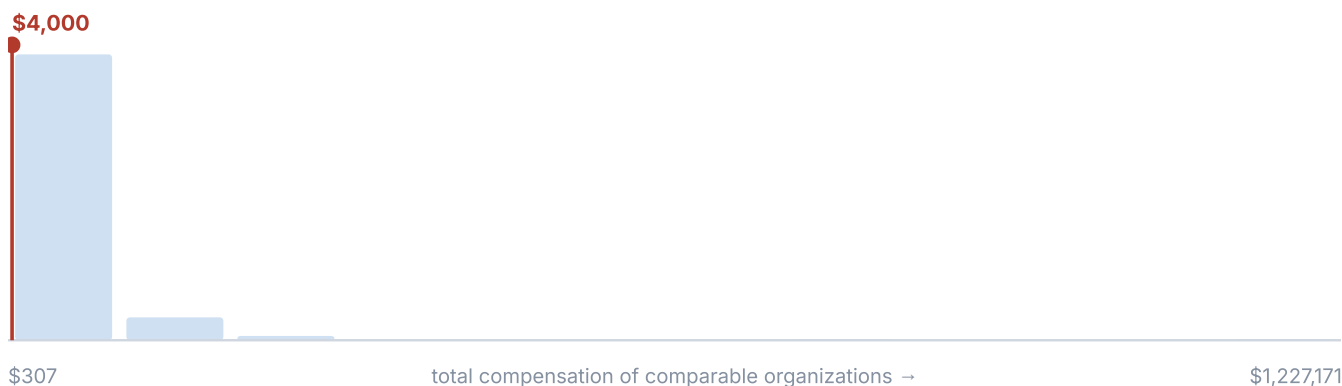 $4,000
$307
total compensation of comparable organizations →
$1,227,171